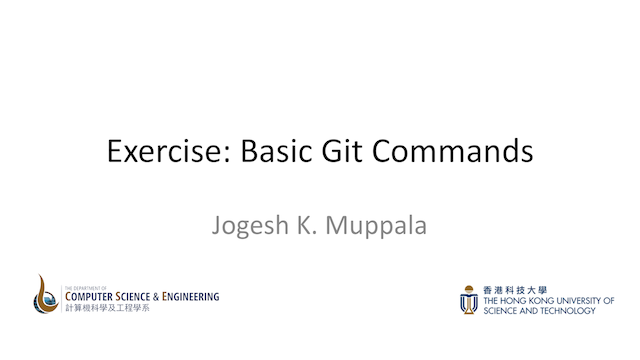 Exercise: Basic Git Commands
Jogesh K. Muppala
THE DEPARTMENT OF
COMPUTER SCIENCE & ENGINEERING
計算機科學及工程學系
香港科技大學
THE HONG KONG UNIVERSITY OF
SCIENCE AND TECHNOLOGY